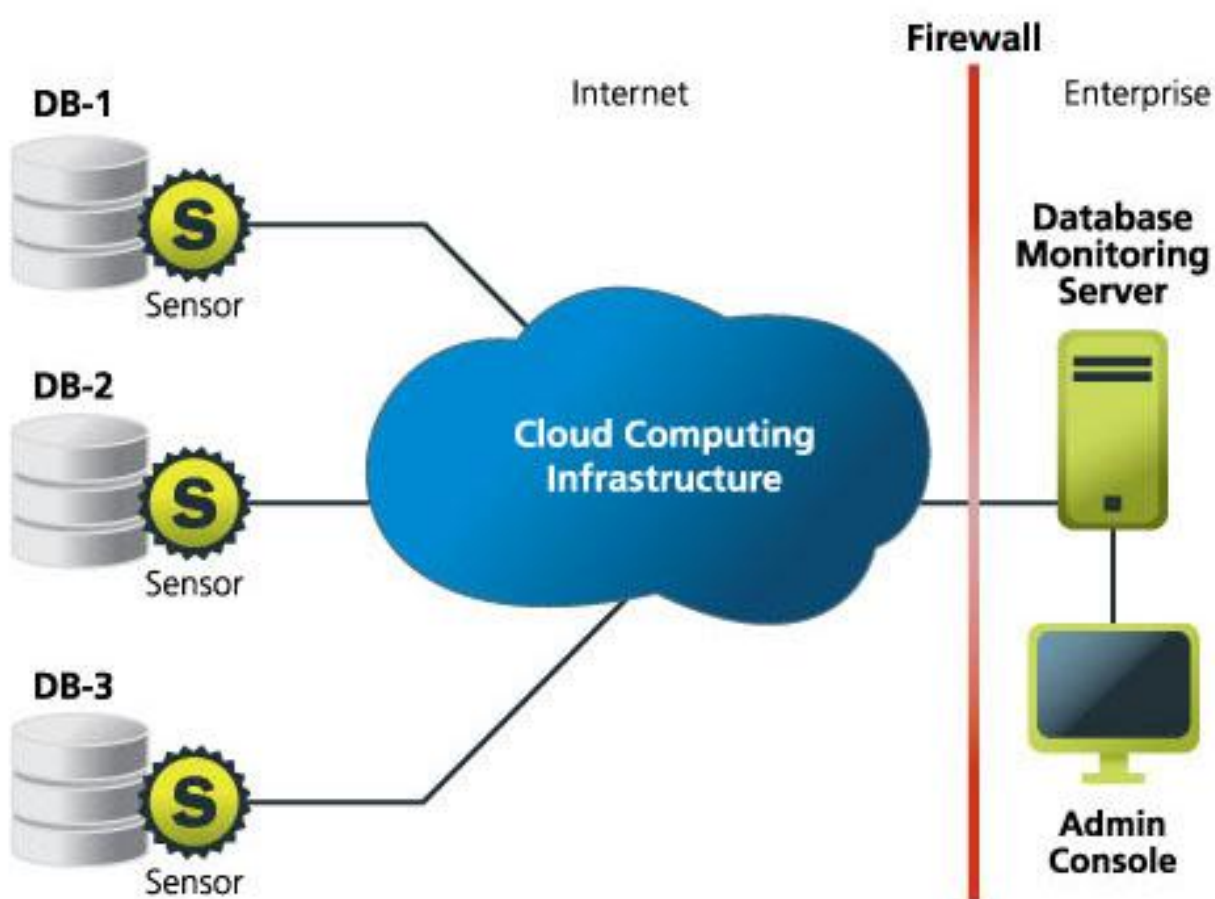 Firewall
Internet
Enterprise
DB-1
S
Sensor
DB-2
S
Sensor
DB-3
S
Sensor
Cloud Computing
Infrastructure
Database
Monitoring
Server
Admin
Console